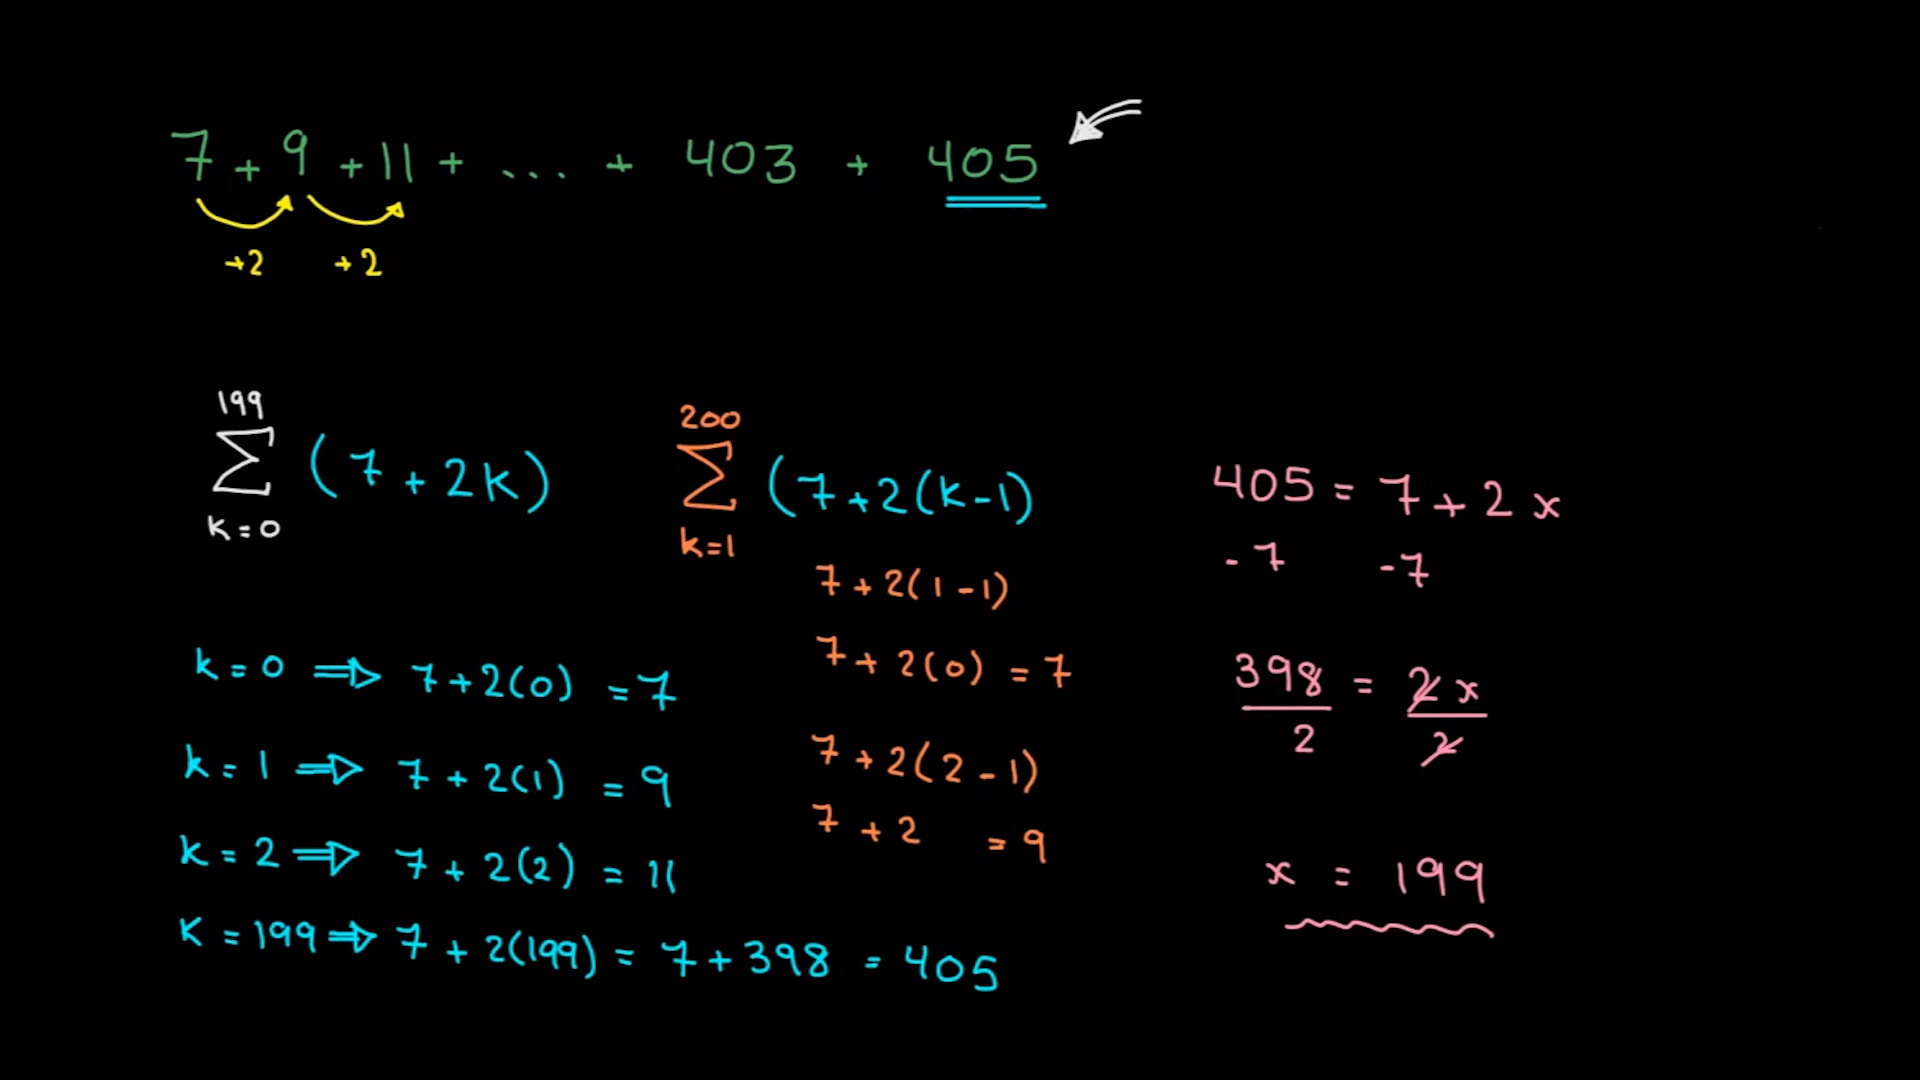 7 + 9 + 11 + ... + 403 + 405
+2 +2
199
∑ (7 + 2k)
k = 0
200
∑ (7 + 2(k - 1)
k = 1
7 + 2(1 - 1)
7 + 2(0) = 7
7 + 2(2 - 1)
7 + 2 = 9
k = 0 ⇒ 7 + 2(0) = 7
k = 1 ⇒ 7 + 2(1) = 9
k = 2 ⇒ 7 + 2(2) = 11
K = 199 ⇒ 7 + 2(199) = 7 + 398 = 405
405 = 7 + 2x
-7 -7
398 = 2x
2 2
x = 199